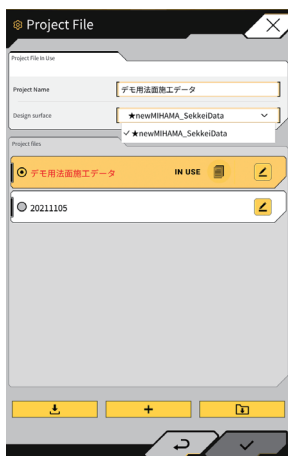 Project File
Project File In Use
Project Name
デモ用法面施工データ
Design surface
★newMIHAMA_SekkeiData
✓ ★newMIHAMA_SekkeiData
Project files
デモ用法面施工データ
IN USE
20211105